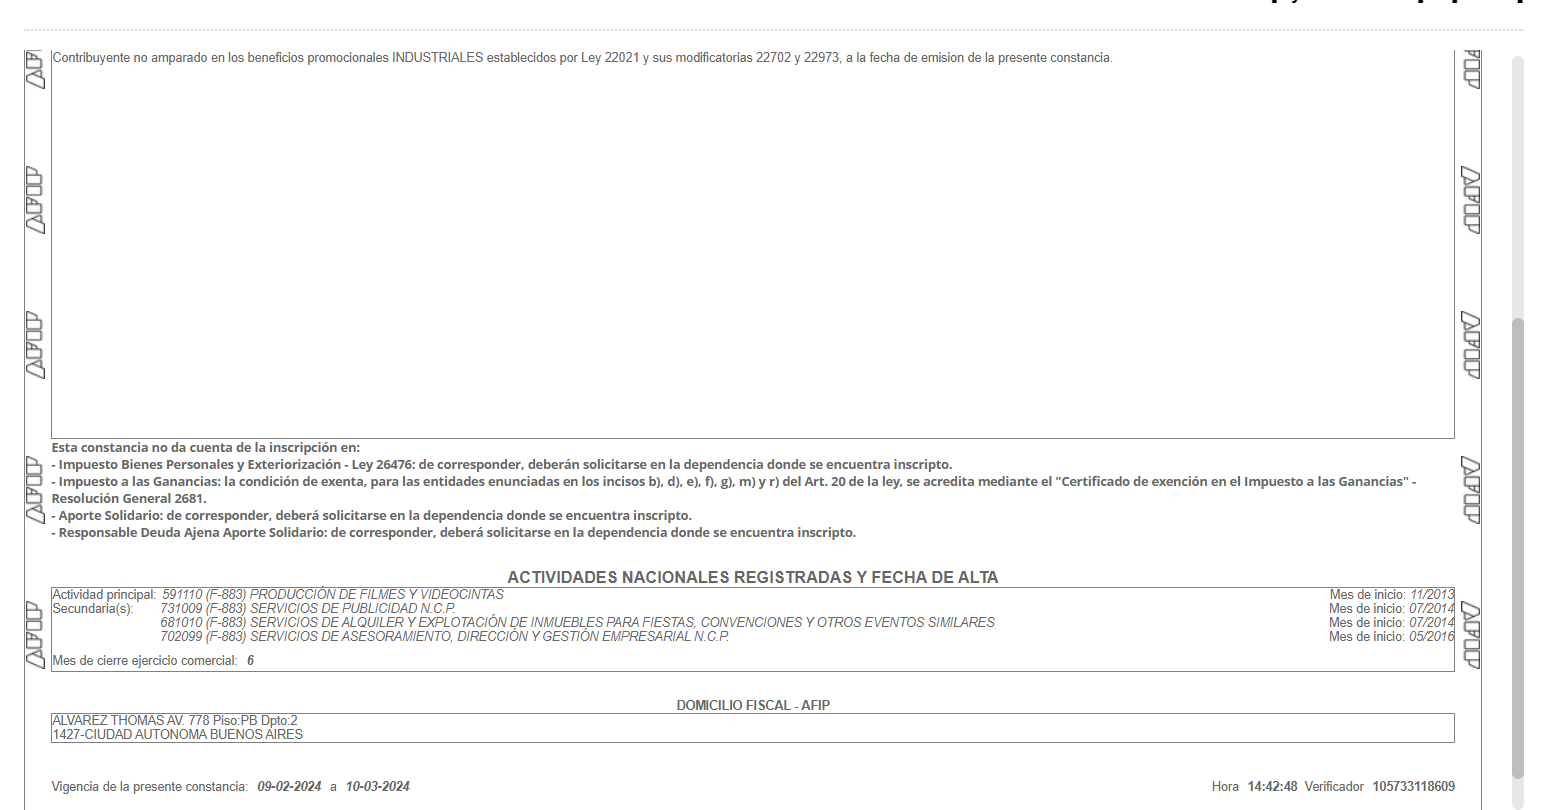 Contribuyente no amparado en los beneficios promocionales INDUSTRIALES establecidos por Ley 22021 y sus modificatorias 22702 y 22973, a la fecha de emision de la presente constancia.
AFIP
AFIP
AFIP
AFIP
AFIP
AFIP
AFIP
AFIP
AFIP
AFIP
Esta constancia no da cuenta de la inscripción en:
- Impuesto Bienes Personales y Exteriorización - Ley 26476: de corresponder, deberán solicitarse en la dependencia donde se encuentra inscripto.
- Impuesto a las Ganancias: la condición de exenta, para las entidades enunciadas en los incisos b), d), e), f), g), m) y r) del Art. 20 de la ley, se acredita mediante el "Certificado de exención en el Impuesto a las Ganancias" -
Resolución General 2681.
- Aporte Solidario: de corresponder, deberá solicitarse en la dependencia donde se encuentra inscripto.
- Responsable Deuda Ajena Aporte Solidario: de corresponder, deberá solicitarse en la dependencia donde se encuentra inscripto.
ACTIVIDADES NACIONALES REGISTRADAS Y FECHA DE ALTA
Actividad principal: 591110 (F-883) PRODUCCIÓN DE FILMES Y VIDEOCINTAS Mes de inicio: 11/2013
Secundaria(s): 731009 (F-883) SERVICIOS DE PUBLICIDAD N.C.P. Mes de inicio: 07/2014
681010 (F-883) SERVICIOS DE ALQUILER Y EXPLOTACIÓN DE INMUEBLES PARA FIESTAS, CONVENCIONES Y OTROS EVENTOS SIMILARES Mes de inicio: 07/2014
702099 (F-883) SERVICIOS DE ASESORAMIENTO, DIRECCIÓN Y GESTIÓN EMPRESARIAL N.C.P. Mes de inicio: 05/2016
Mes de cierre ejercicio comercial: 6
DOMICILIO FISCAL - AFIP
ALVAREZ THOMAS AV. 778 Piso:PB Dpto:2
1427-CIUDAD AUTONOMA BUENOS AIRES
Vigencia de la presente constancia: 09-02-2024 a 10-03-2024 Hora 14:42:48 Verificador 105733118609